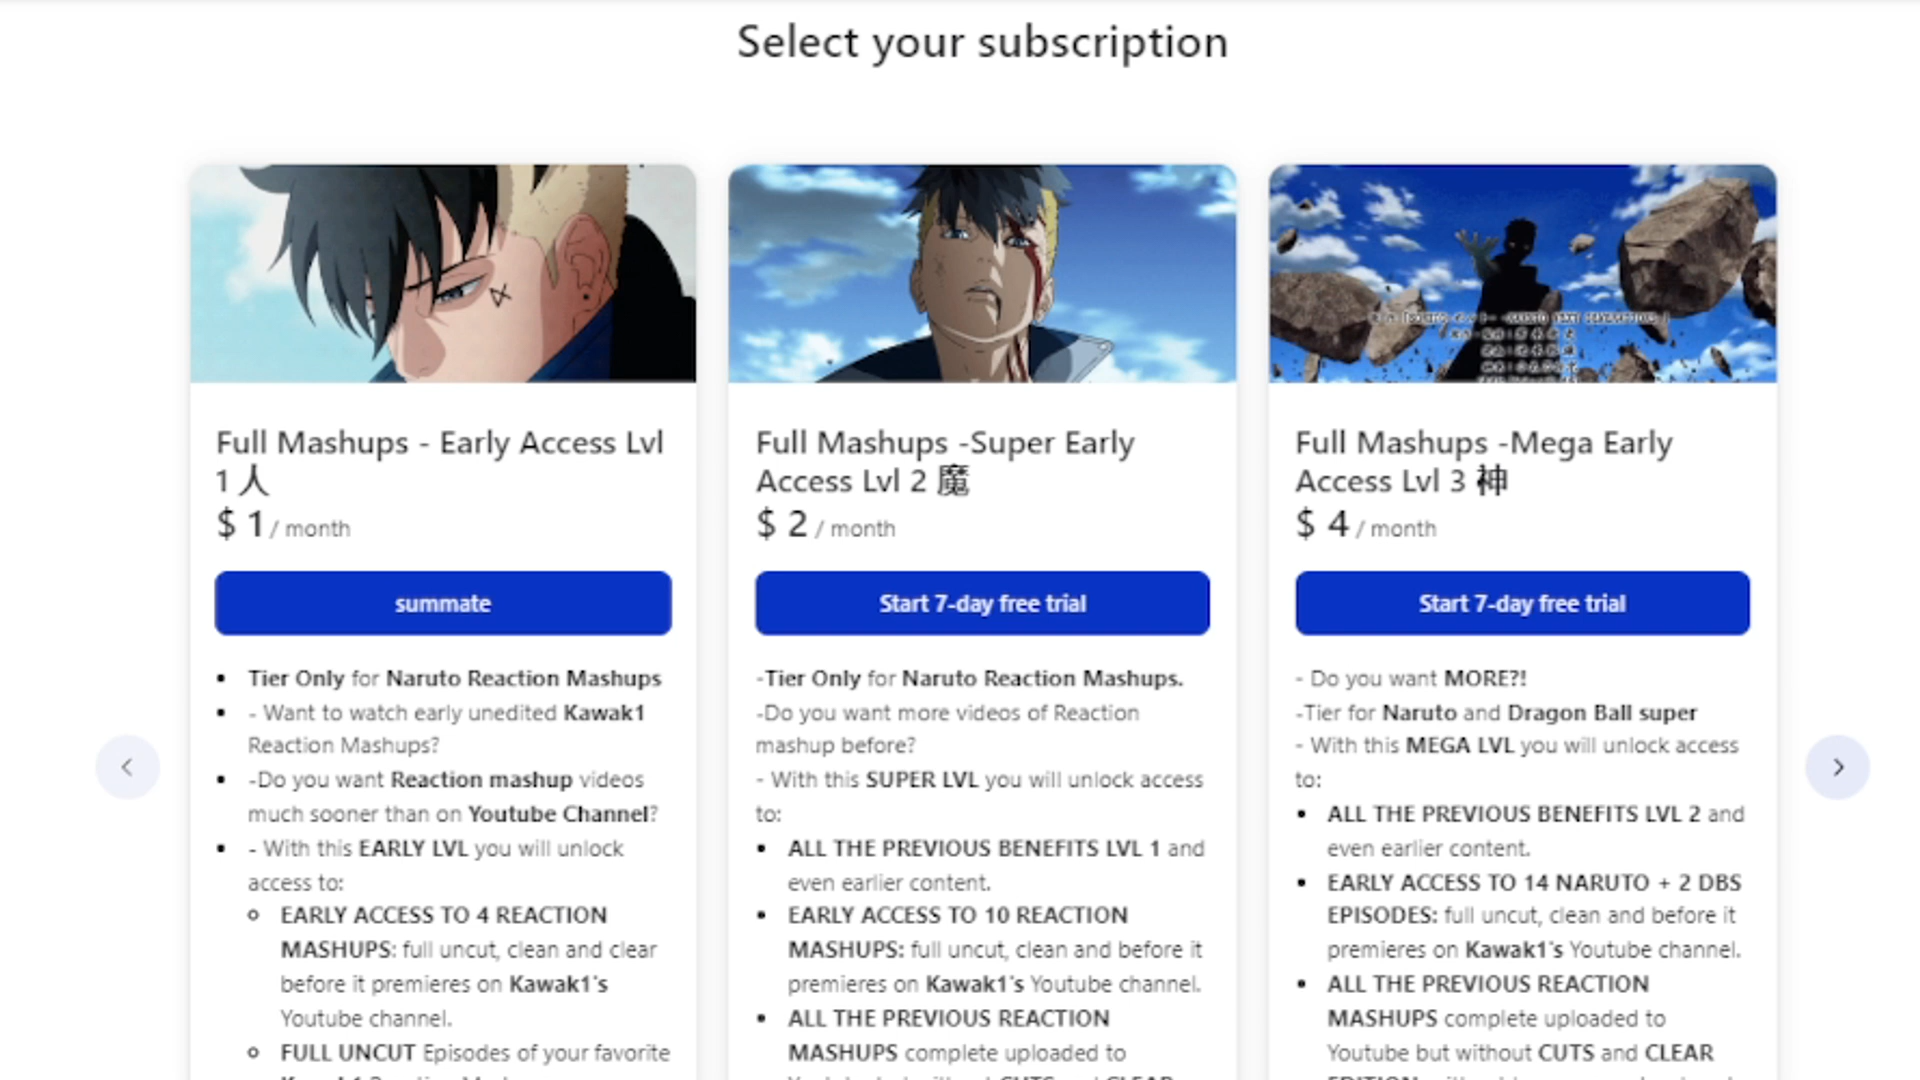 Select your subscription
Full Mashups - Early Access Lvl
1 人
$ 1 / month
summate
• Tier Only for Naruto Reaction Mashups
• - Want to watch early unedited Kawak1
Reaction Mashups?
• -Do you want Reaction mashup videos
much sooner than on Youtube Channel?
• - With this EARLY LVL you will unlock
access to:
EARLY ACCESS TO 4 REACTION
MASHUPS: full uncut, clean and clear
before it premieres on Kawak1's
Youtube channel.
FULL UNCUT Episodes of your favorite
Full Mashups -Super Early
Access Lvl 2 魔
$ 2 / month
Start 7-day free trial
-Tier Only for Naruto Reaction Mashups.
-Do you want more videos of Reaction
mashup before?
- With this SUPER LVL you will unlock access
to:
• ALL THE PREVIOUS BENEFITS LVL 1 and
even earlier content.
• EARLY ACCESS TO 10 REACTION
MASHUPS: full uncut, clean and before it
premieres on Kawak1's Youtube channel.
• ALL THE PREVIOUS REACTION
MASHUPS complete uploaded to
Full Mashups -Mega Early
Access Lvl 3 神
$ 4 / month
Start 7-day free trial
- Do you want MORE?!
-Tier for Naruto and Dragon Ball super
- With this MEGA LVL you will unlock access
to:
• ALL THE PREVIOUS BENEFITS LVL 2 and
even earlier content.
• EARLY ACCESS TO 14 NARUTO + 2 DBS
EPISODES: full uncut, clean and before it
premieres on Kawak1's Youtube channel.
• ALL THE PREVIOUS REACTION
MASHUPS complete uploaded to
Youtube but without CUTS and CLEAR